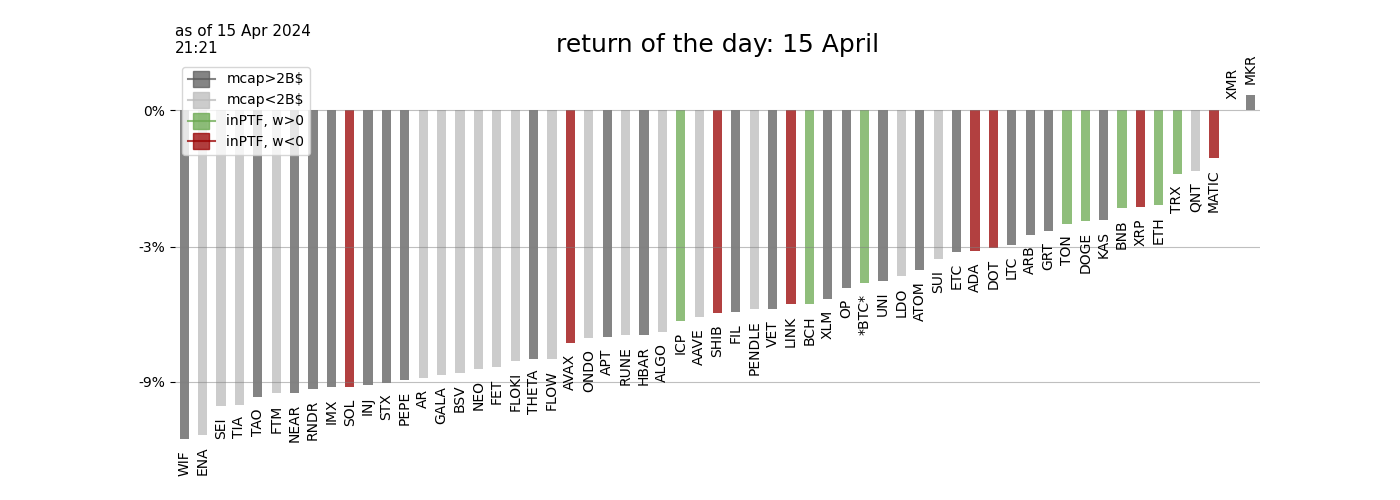 as of 15 Apr 2024
21:21
return of the day: 15 April
mcap>2B$
mcap<2B$
inPTF, w>0
inPTF, w<0
0%
-3%
-9%
WIF
ENA
SEI
TIA
TAO
FTM
NEAR
RNDR
IMX
SOL
INJ
STX
PEPE
AR
GALA
BSV
NEO
FET
FLOKI
THETA
FLOW
AVAX
ONDO
APT
RUNE
HBAR
ALGO
ICP
AAVE
SHIB
FIL
PENDLE
VET
LINK
BCH
XLM
OP
*BTC*
UNI
LDO
ATOM
SUI
ETC
ADA
DOT
LTC
ARB
GRT
TON
DOGE
KAS
BNB
XRP
ETH
TRX
QNT
MATIC
XMR
MKR